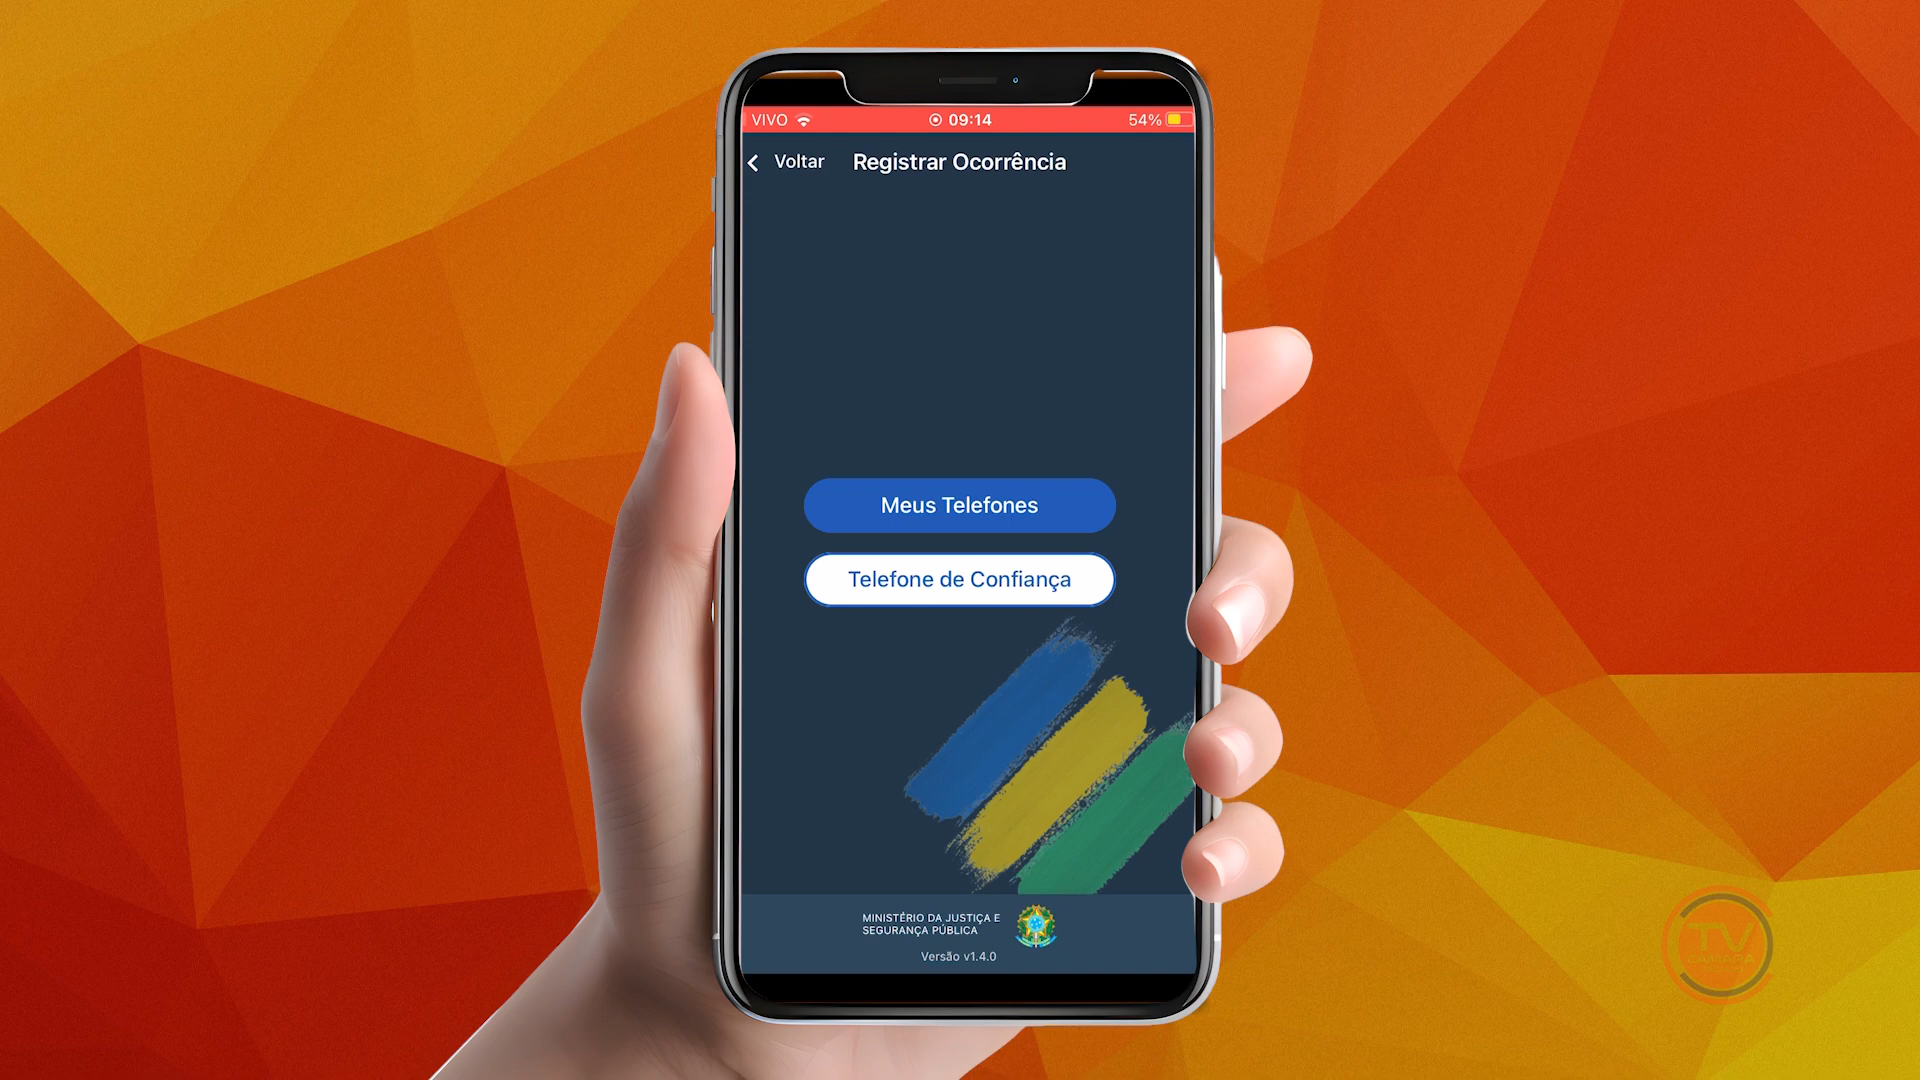 VIVO 09:14 54%
Voltar Registrar Ocorrência
Meus Telefones
Telefone de Confiança
MINISTÉRIO DA JUSTIÇA E
SEGURANÇA PÚBLICA
Versão v1.4.0
TV
CÂMARA